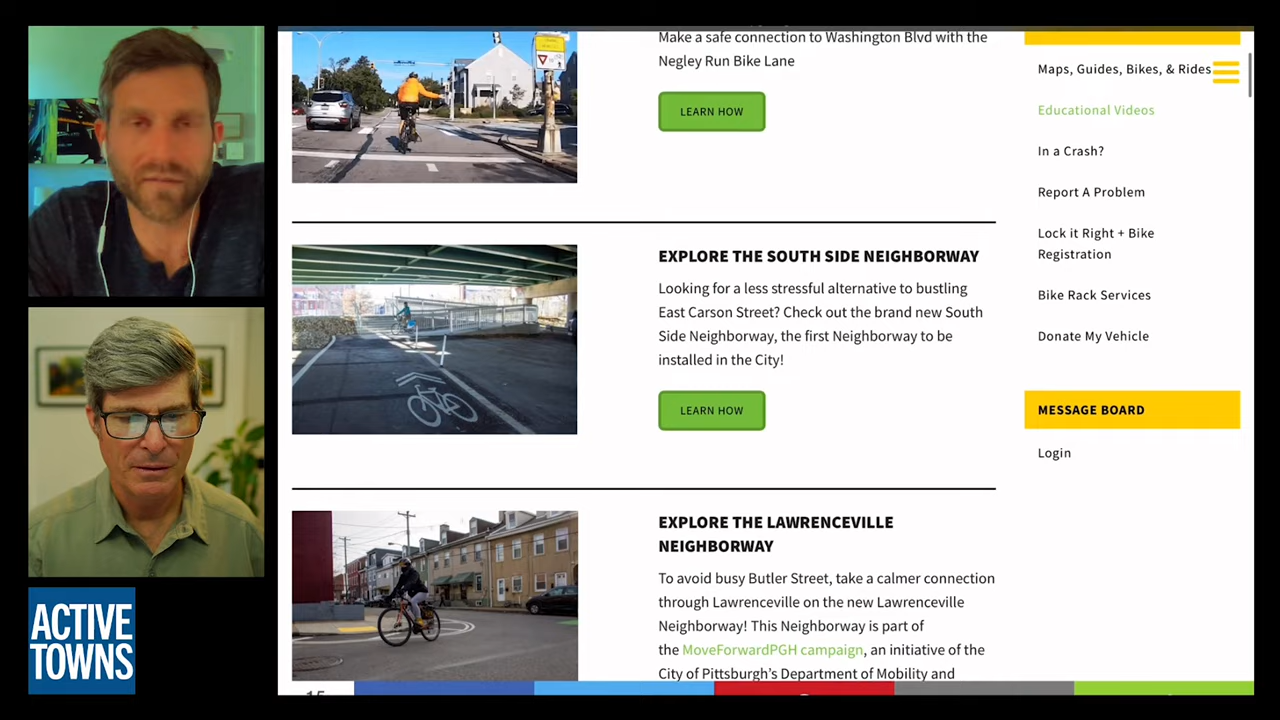 Make a safe connection to Washington Blvd with the
Negley Run Bike Lane
LEARN HOW
EXPLORE THE SOUTH SIDE NEIGHBORWAY
Looking for a less stressful alternative to bustling
East Carson Street? Check out the brand new South
Side Neighborway, the first Neighborway to be
installed in the City!
LEARN HOW
EXPLORE THE LAWRENCEVILLE
NEIGHBORWAY
To avoid busy Butler Street, take a calmer connection
through Lawrenceville on the new Lawrenceville
Neighborway! This Neighborway is part of
the MoveForwardPGH campaign, an initiative of the
City of Pittsburgh's Department of Mobility and
Maps, Guides, Bikes, & Rides
Educational Videos
In a Crash?
Report A Problem
Lock it Right + Bike
Registration
Bike Rack Services
Donate My Vehicle
MESSAGE BOARD
Login
ACTIVE
TOWNS